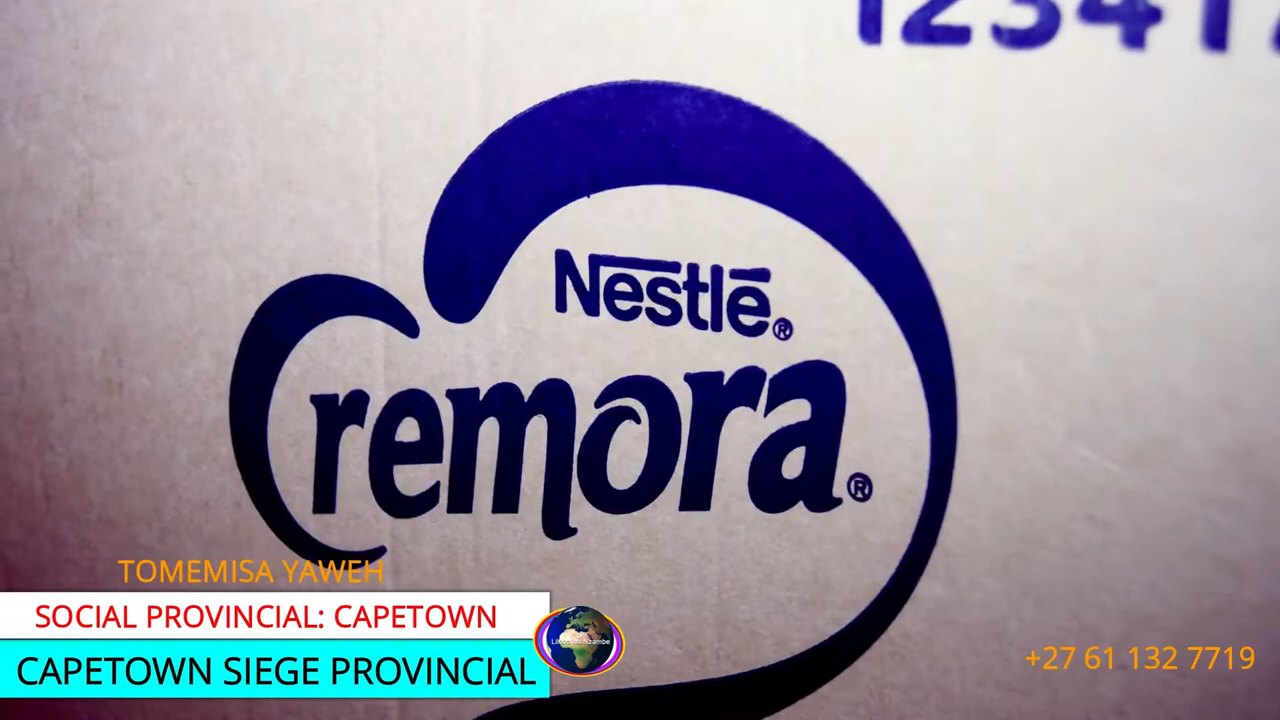 Nestlé®
Cremora®
TOMEMISA YAWEH
SOCIAL PROVINCIAL: CAPETOWN
CAPETOWN SIEGE PROVINCIAL
+27 61 132 7719